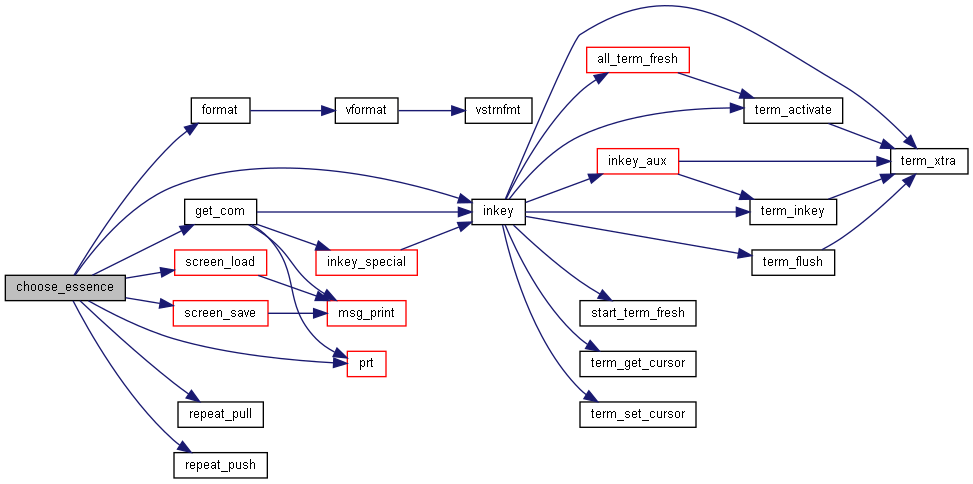 all_term_fresh
format
vformat
vstrnfmt
term_activate
inkey_aux
term_xtra
get_com
inkey
term_inkey
screen_load
inkey_special
term_flush
choose_essence
screen_save
msg_print
start_term_fresh
prt
term_get_cursor
repeat_pull
term_set_cursor
repeat_push